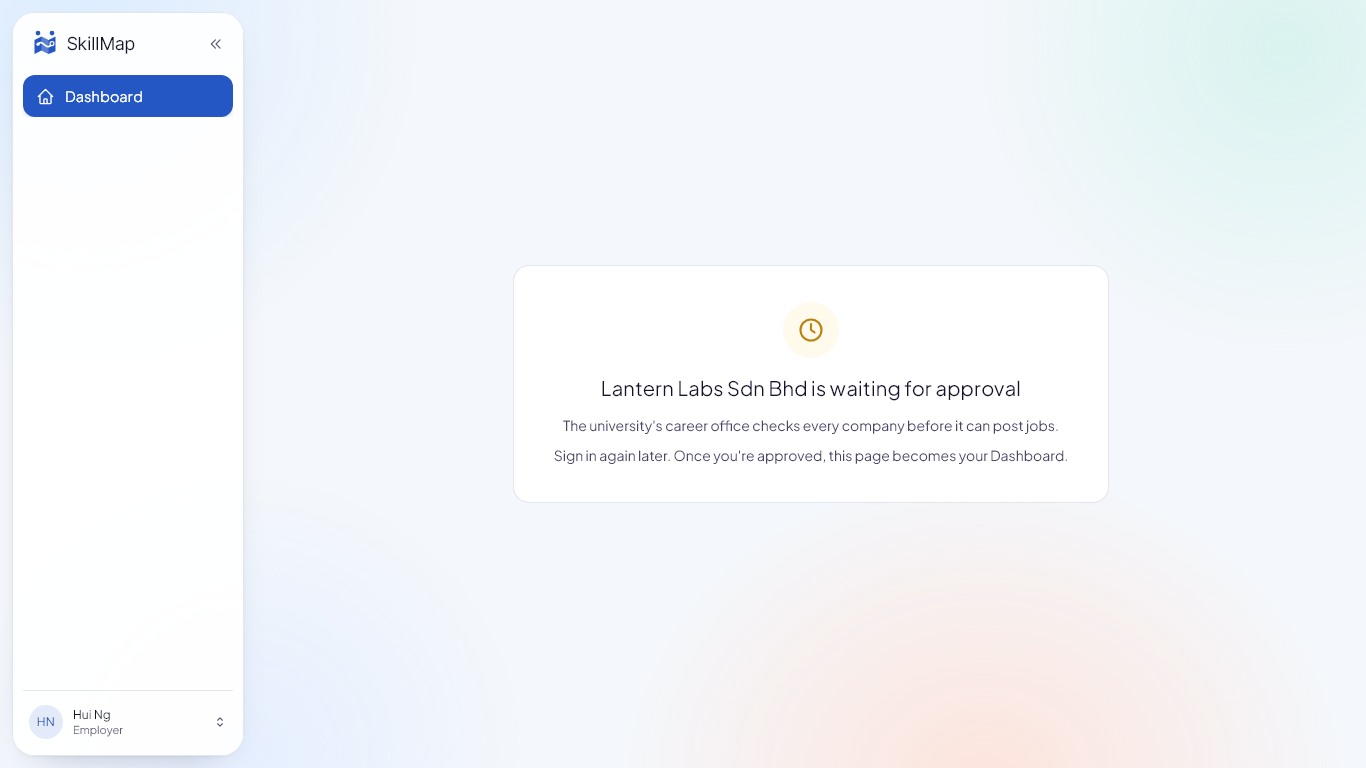 SkillMap
Dashboard
Lantern Labs Sdn Bhd is waiting for approval
The university's career office checks every company before it can post jobs.
Sign in again later. Once you're approved, this page becomes your Dashboard.
HN
Hui Ng
Employer